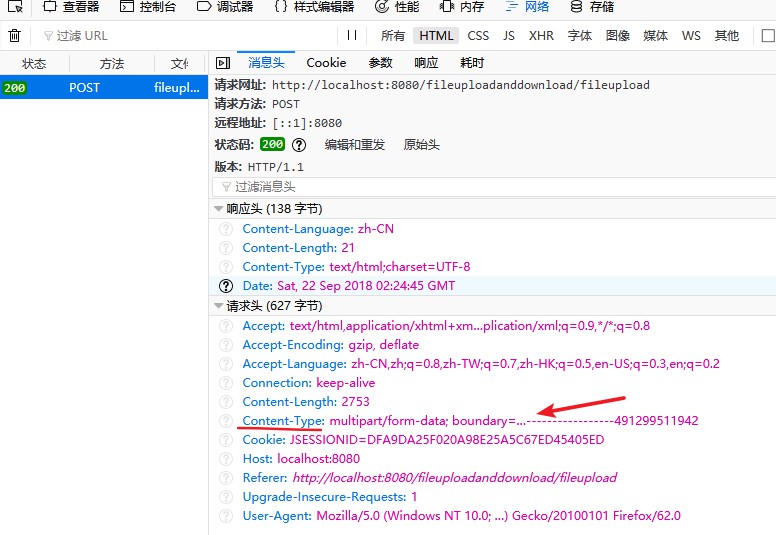 查看器 控制台 调试器 {} 样式编辑器 性能 内存 网络 存储
过滤 URL 所有 HTML CSS JS XHR 字体 图像 媒体 WS 其他
状态 方法 文化 消息头 Cookie 参数 响应 耗时
200 POST fileupl...
请求网址: http://localhost:8080/fileuploadanddownload/fileupload
请求方法: POST
远程地址: [::1]:8080
状态码: 200 编辑和重发 原始头
版本: HTTP/1.1
过滤消息头
响应头 (138 字节)
Content-Language: zh-CN
Content-Length: 21
Content-Type: text/html;charset=UTF-8
Date: Sat, 22 Sep 2018 02:24:45 GMT
请求头 (627 字节)
Accept: text/html,application/xhtml+xm...plication/xml;q=0.9,*/*;q=0.8
Accept-Encoding: gzip, deflate
Accept-Language: zh-CN,zh;q=0.8,zh-TW;q=0.7,zh-HK;q=0.5,en-US;q=0.3,en;q=0.2
Connection: keep-alive
Content-Length: 2753
Content-Type: multipart/form-data; boundary=...-----------------491299511942
Cookie: JSESSIONID=DFA9DA25F020A98E25A5C67ED45405ED
Host: localhost:8080
Referer: http://localhost:8080/fileuploadanddownload/fileupload
Upgrade-Insecure-Requests: 1
User-Agent: Mozilla/5.0 (Windows NT 10.0; ...) Gecko/20100101 Firefox/62.0